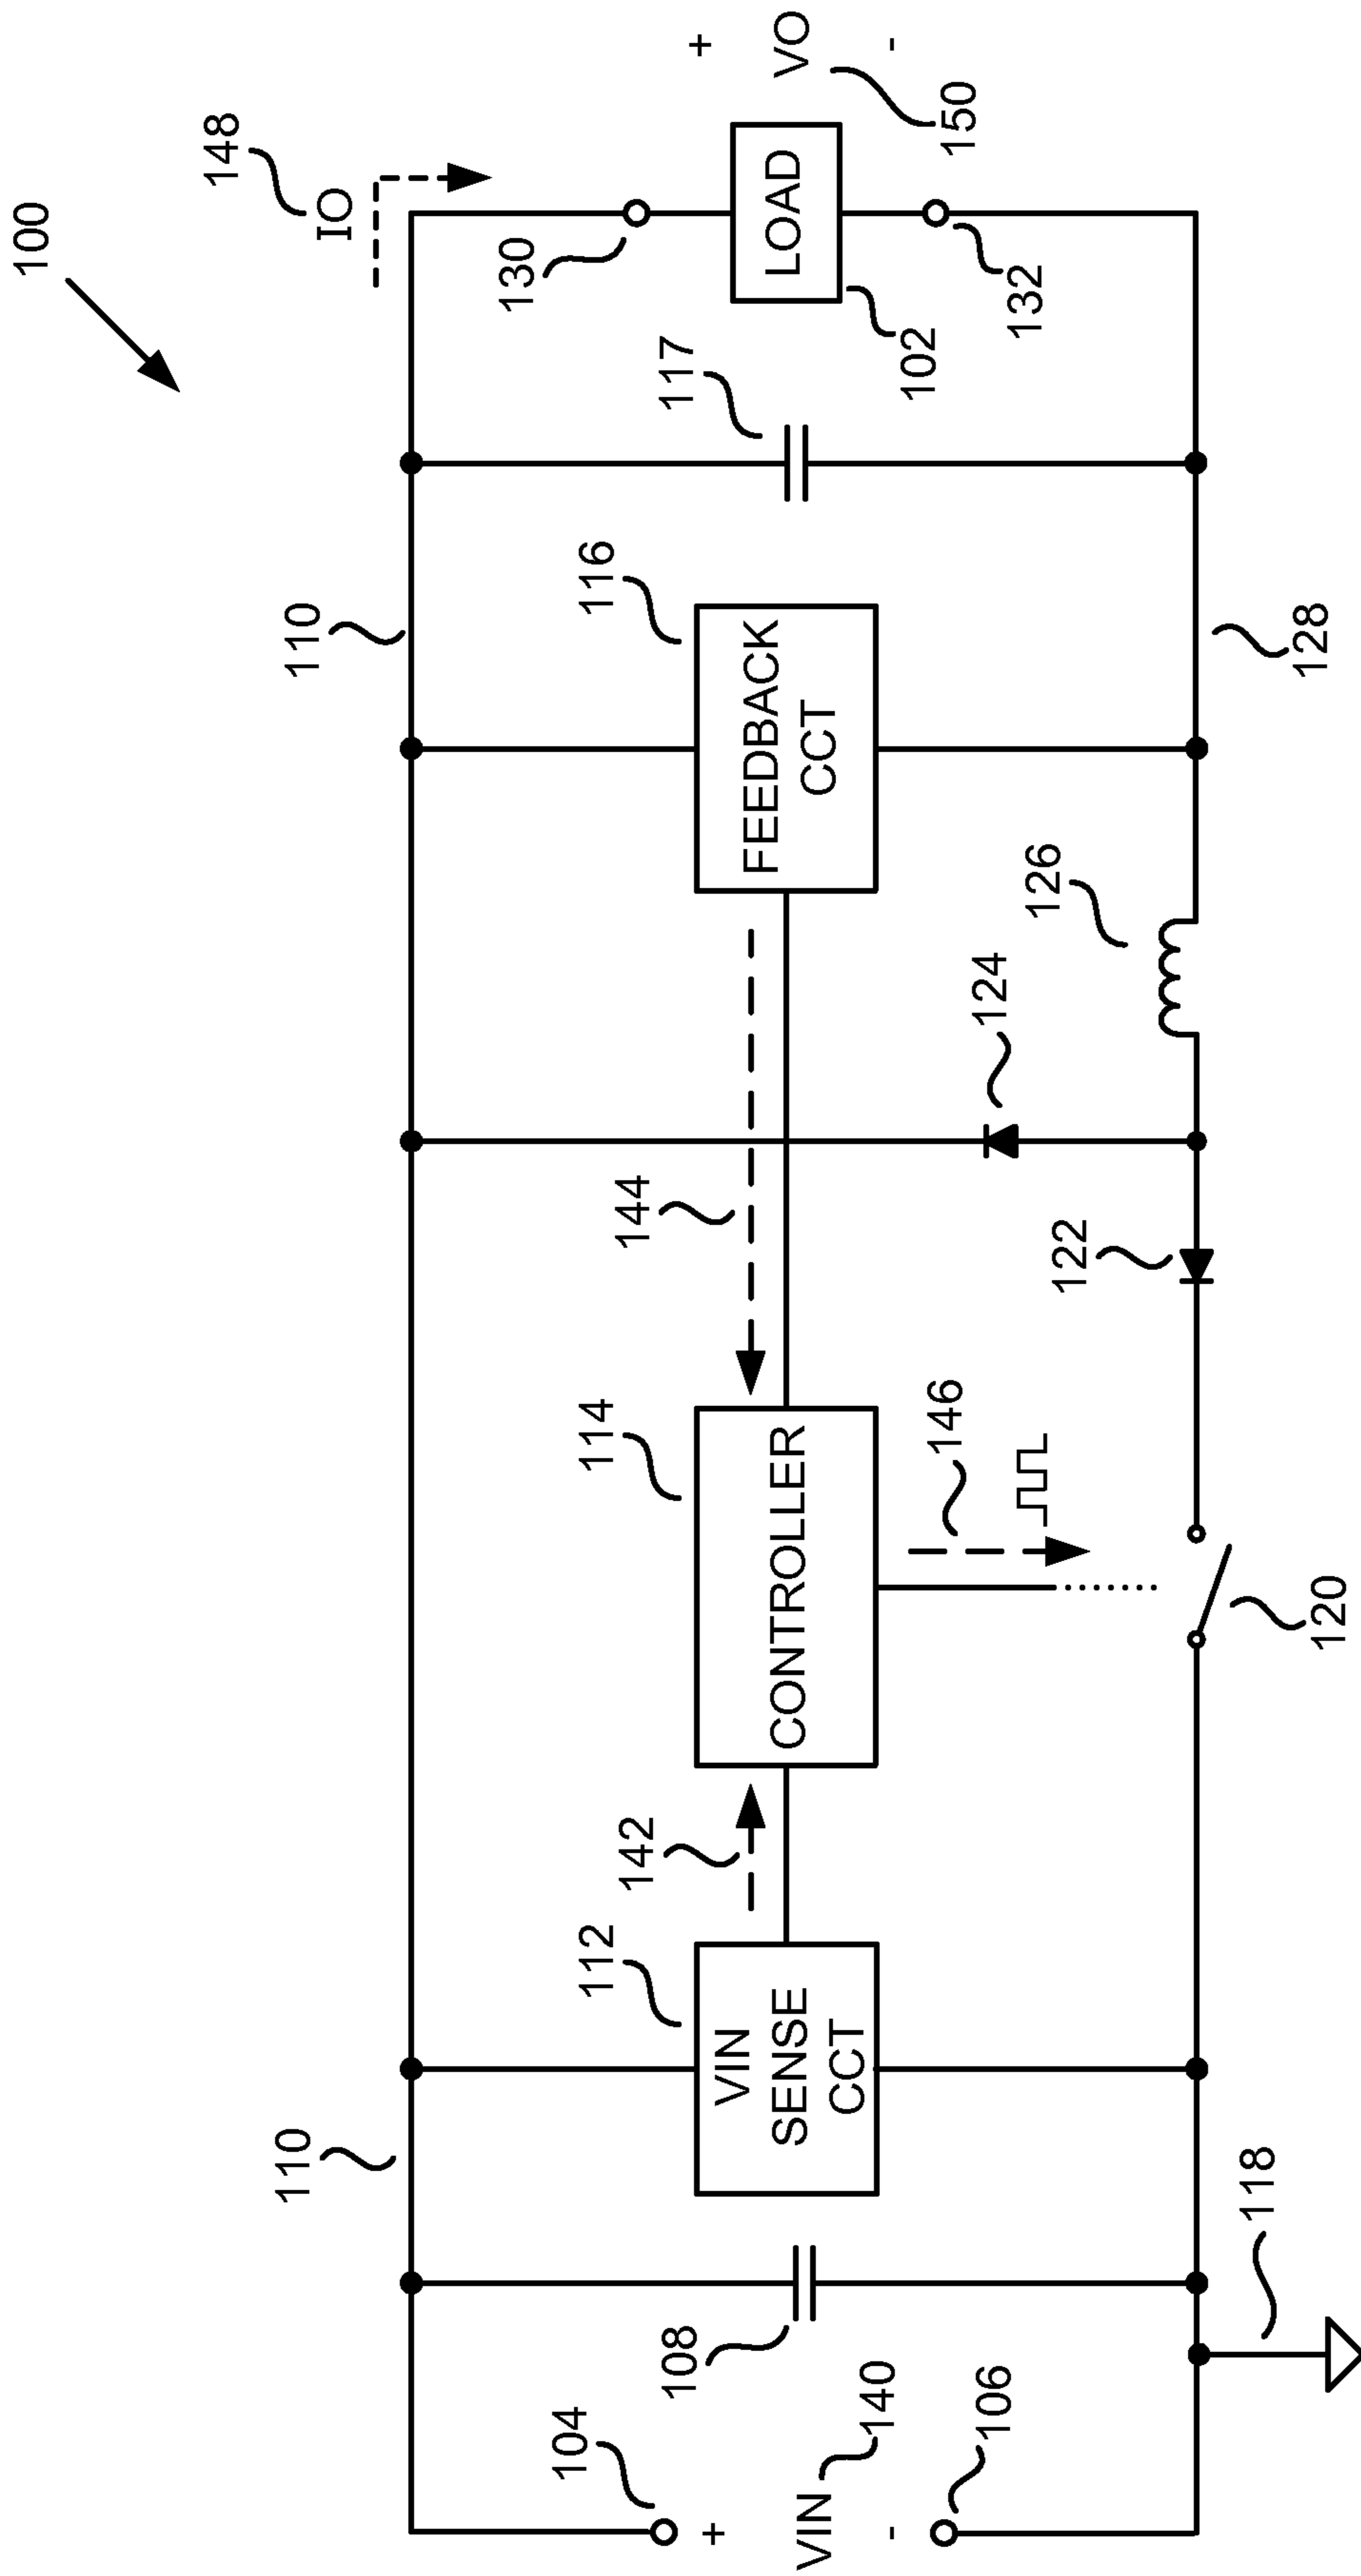 100
148
IO
110
110
130
117
116
FEEDBACK
CCT
144
114
CONTROLLER
142
112
VIN
SENSE
CCT
108
104
+
VIN
-
140
106
118
146
120
122
124
126
128
LOAD
102
132
+
VO
-
150